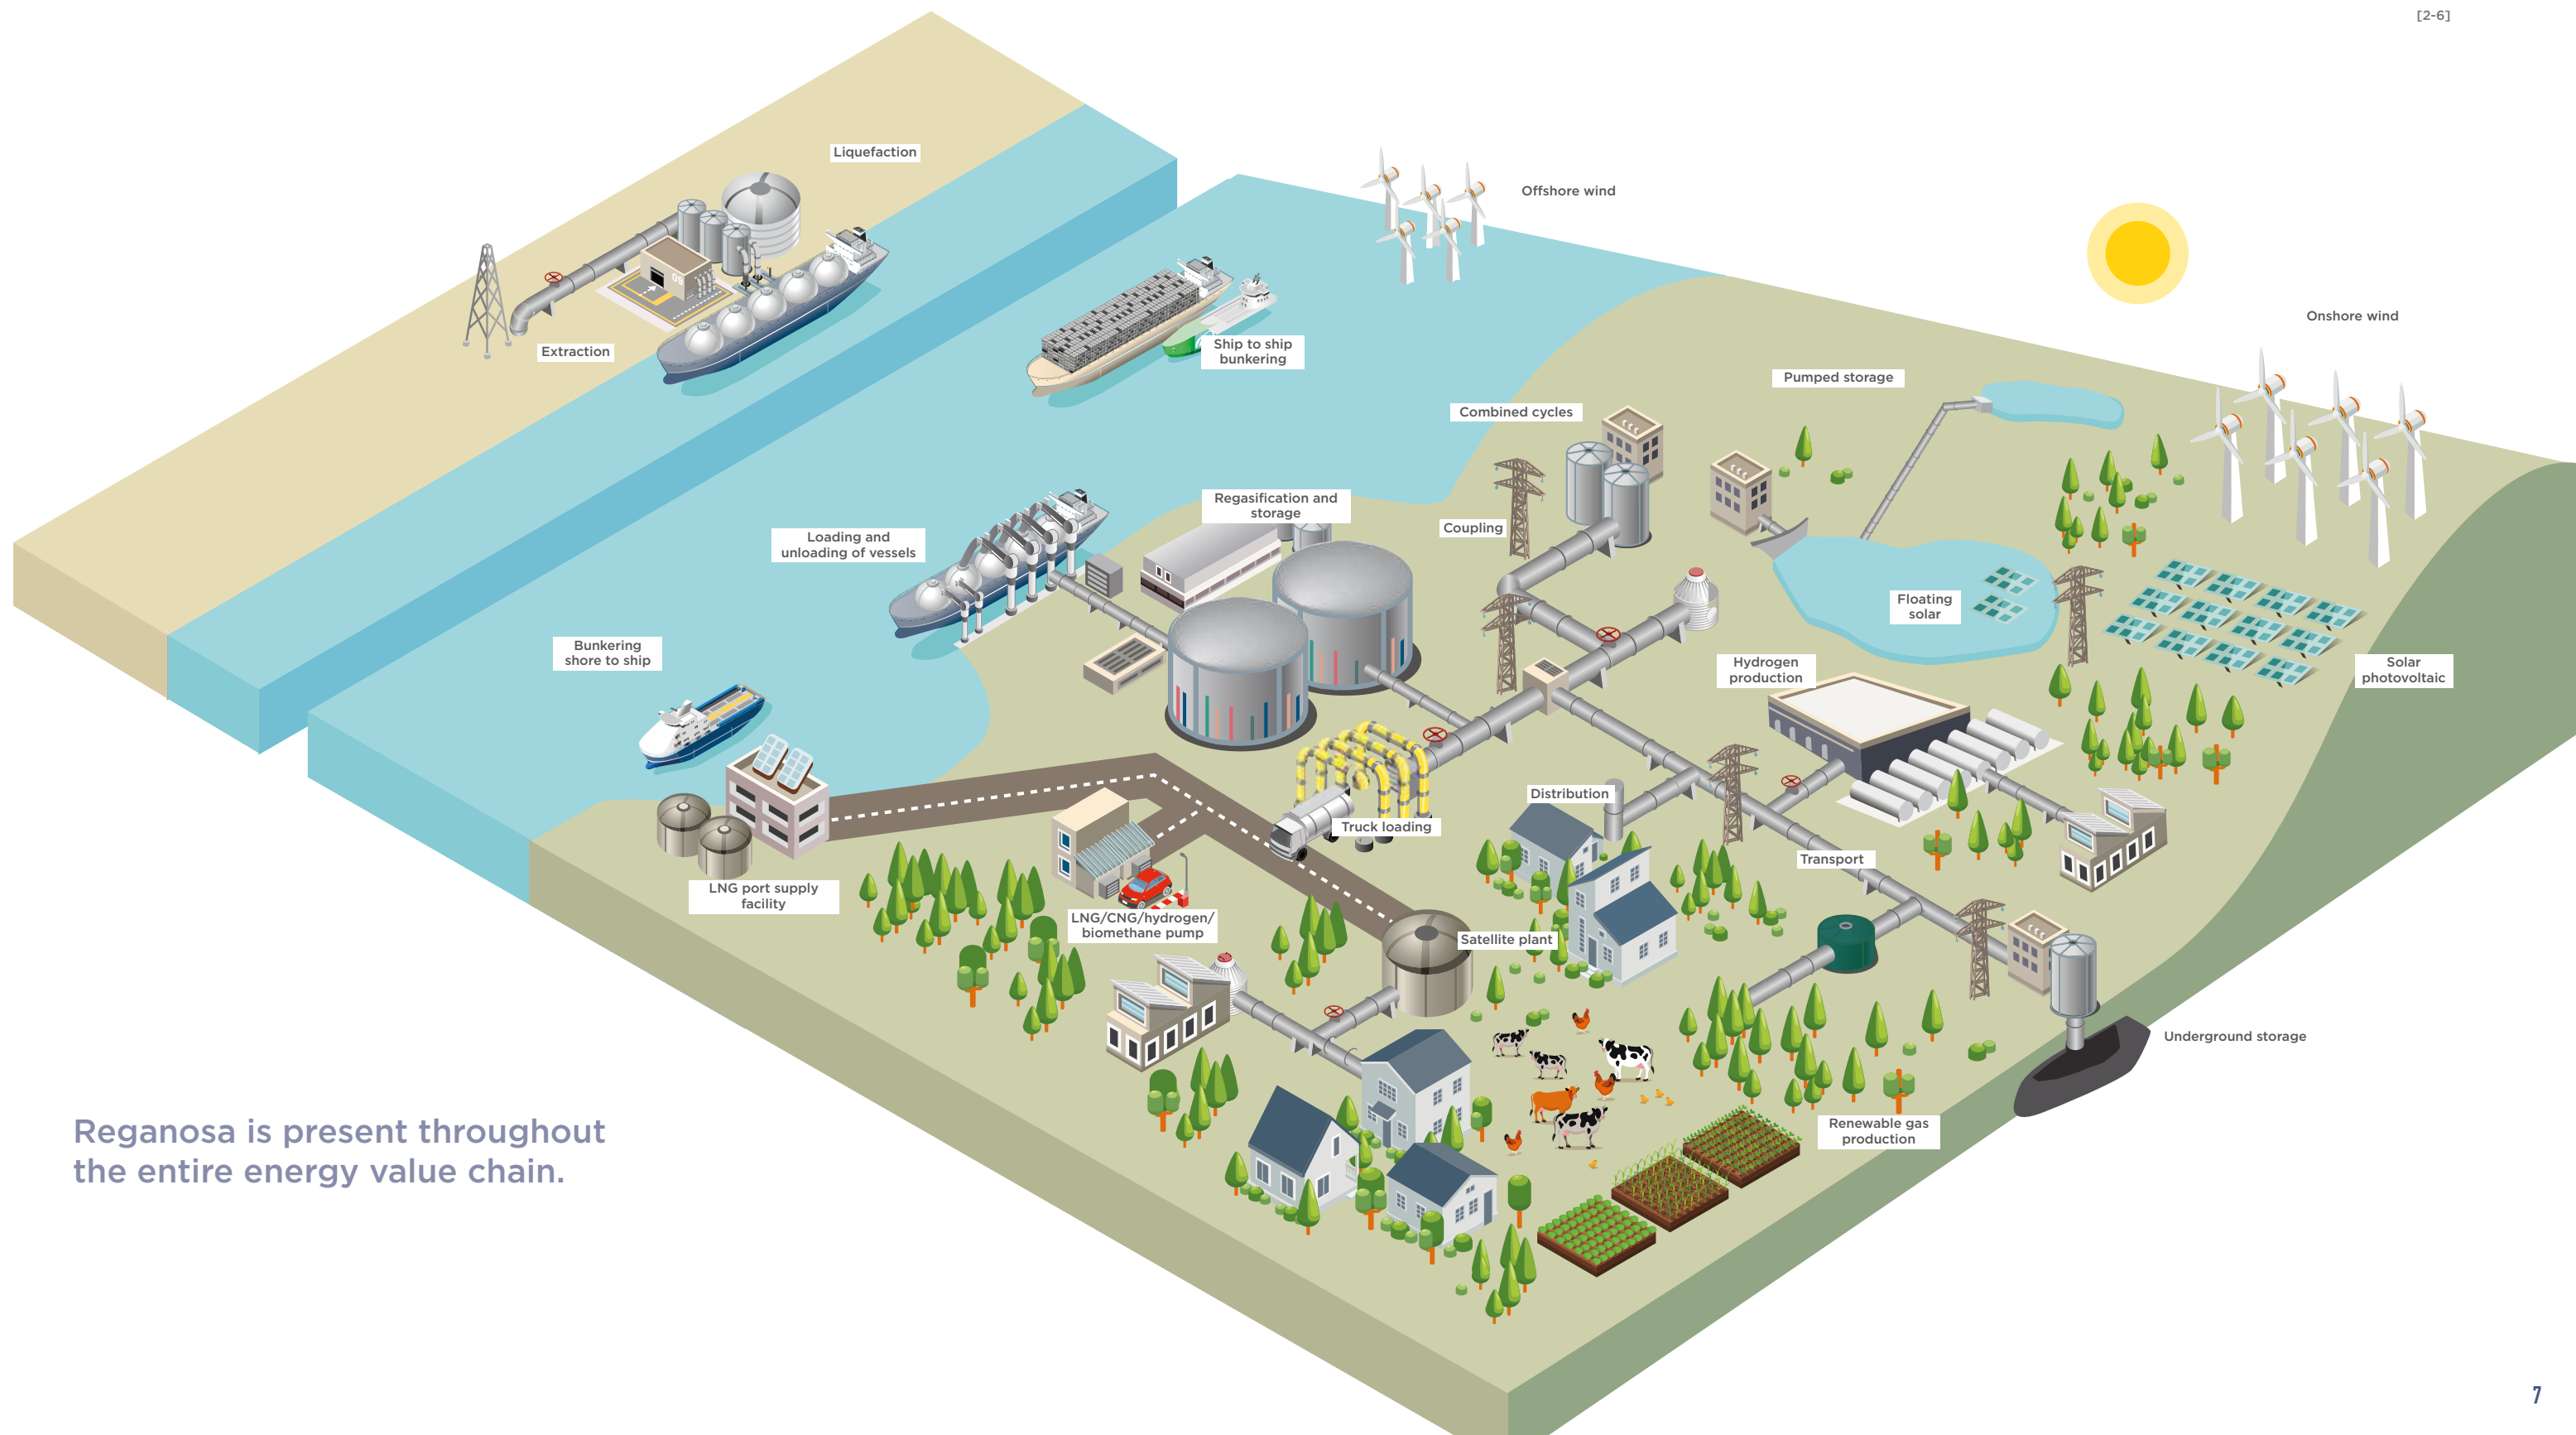 [2-6]
Liquefaction
Offshore wind
Onshore wind
Extraction
Ship to ship
bunkering
Pumped storage
Combined cycles
Regasification and
storage
Coupling
Loading and
unloading of vessels
Floating
solar
Bunkering
shore to ship
Hydrogen
production
Solar
photovoltaic
Distribution
Truck loading
Transport
LNG port supply
facility
LNG/CNG/hydrogen/
biomethane pump
Satellite plant
Underground storage
Renewable gas
production
Reganosa is present throughout
the entire energy value chain.
7